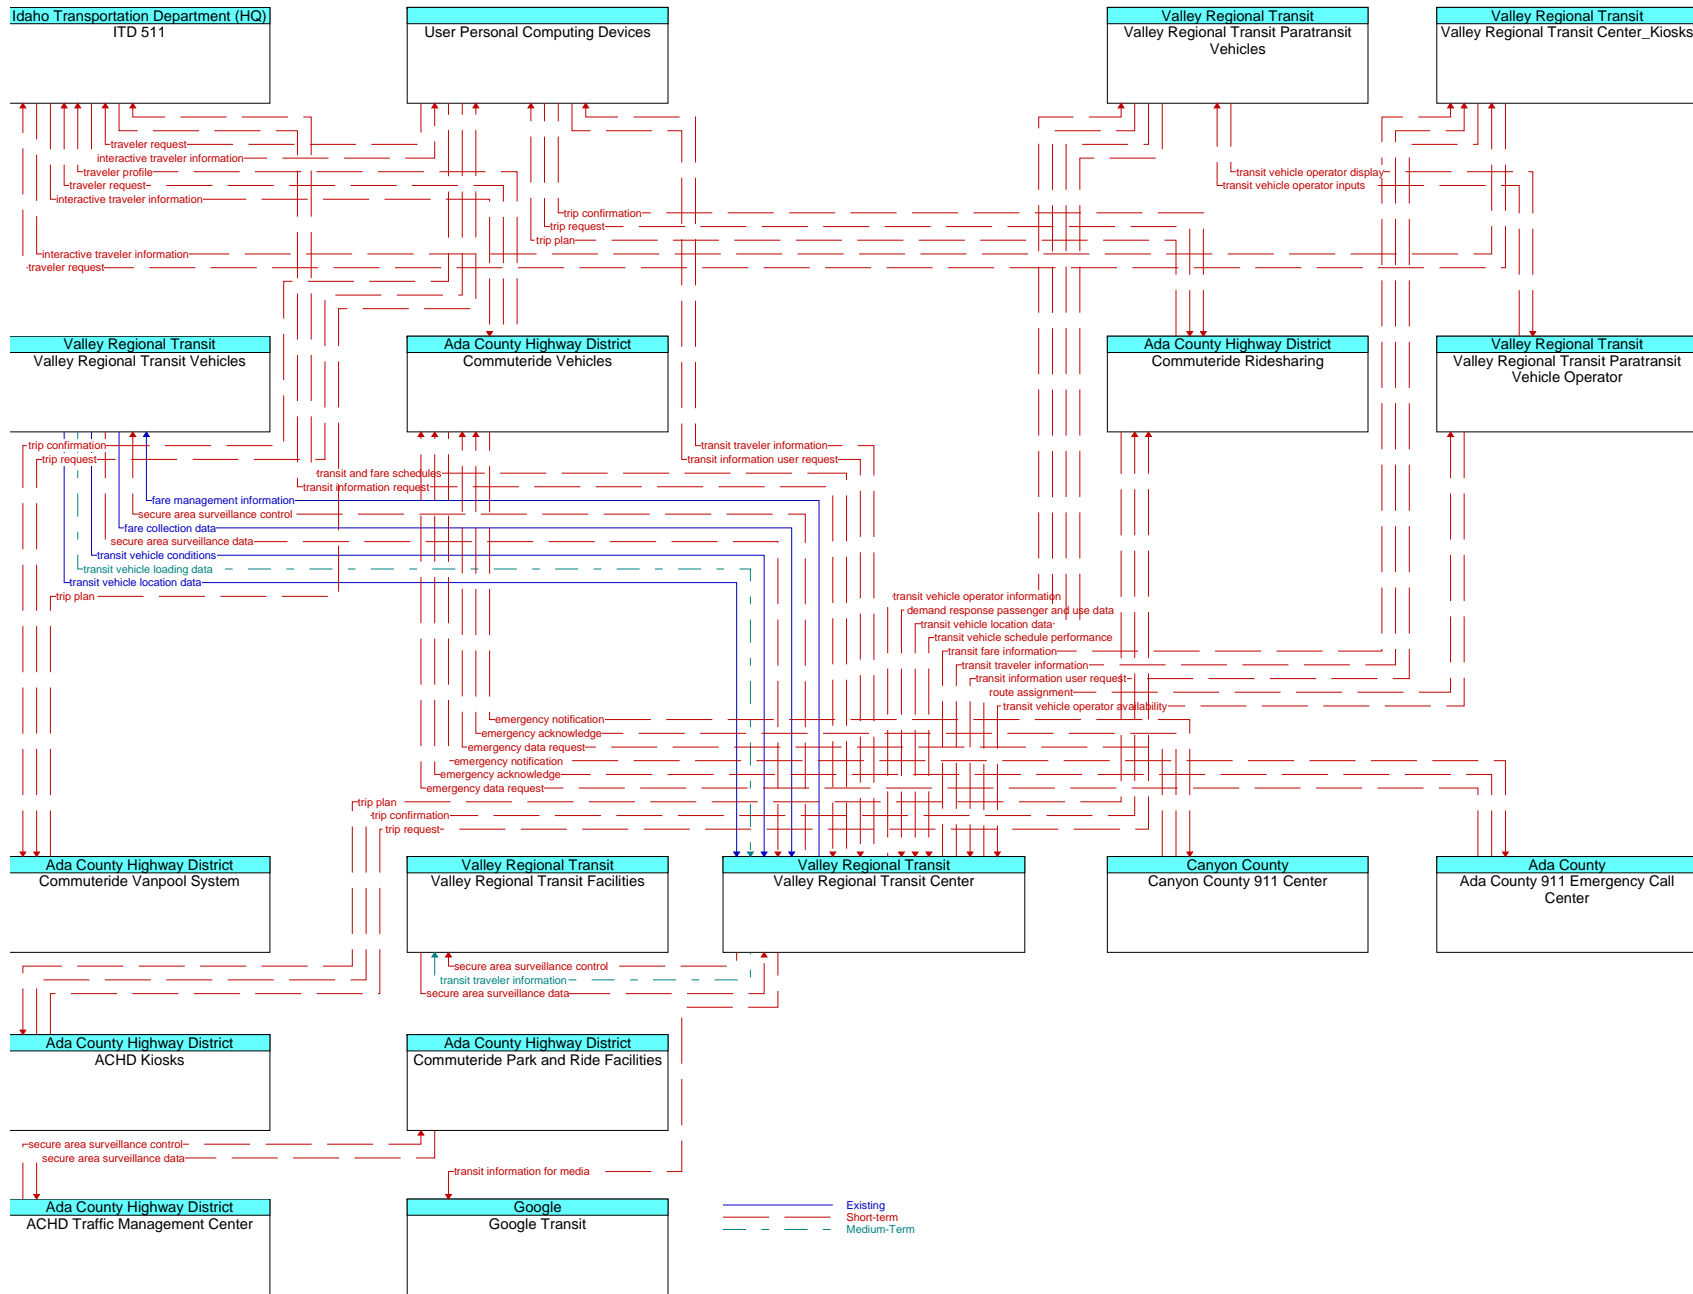 Idaho Transportation Department (HQ)
ITD 511
User Personal Computing Devices
Valley Regional Transit
Valley Regional Transit Paratransit
Vehicles
Valley Regional Transit
Valley Regional Transit Center_Kiosks
traveler request
interactive traveler information
traveler profile
traveler request
interactive traveler information
transit vehicle operator display
transit vehicle operator inputs
trip confirmation
trip request
trip plan
interactive traveler information
traveler request
Valley Regional Transit
Valley Regional Transit Vehicles
Ada County Highway District
Commuteride Vehicles
Ada County Highway District
Commuteride Ridesharing
Valley Regional Transit
Valley Regional Transit Paratransit
Vehicle Operator
trip confirmation
trip request
transit traveler information
transit information user request
transit and fare schedules
transit information request
fare management information
secure area surveillance control
fare collection data
secure area surveillance data
transit vehicle conditions
transit vehicle loading data
transit vehicle location data
trip plan
transit vehicle operator information
demand response passenger and use data
transit vehicle location data
transit vehicle schedule performance
transit fare information
transit traveler information
transit information user request
route assignment
transit vehicle operator availability
emergency notification
emergency acknowledge
emergency data request
emergency notification
emergency acknowledge
emergency data request
trip plan
trip confirmation
trip request
Ada County Highway District
Commuteride Vanpool System
Valley Regional Transit
Valley Regional Transit Facilities
Valley Regional Transit
Valley Regional Transit Center
Canyon County
Canyon County 911 Center
Ada County
Ada County 911 Emergency Call
Center
secure area surveillance control
transit traveler information
secure area surveillance data
Ada County Highway District
ACHD Kiosks
Ada County Highway District
Commuteride Park and Ride Facilities
secure area surveillance control
secure area surveillance data
transit information for media
Ada County Highway District
ACHD Traffic Management Center
Google
Google Transit
Existing
Short-term
Medium-Term